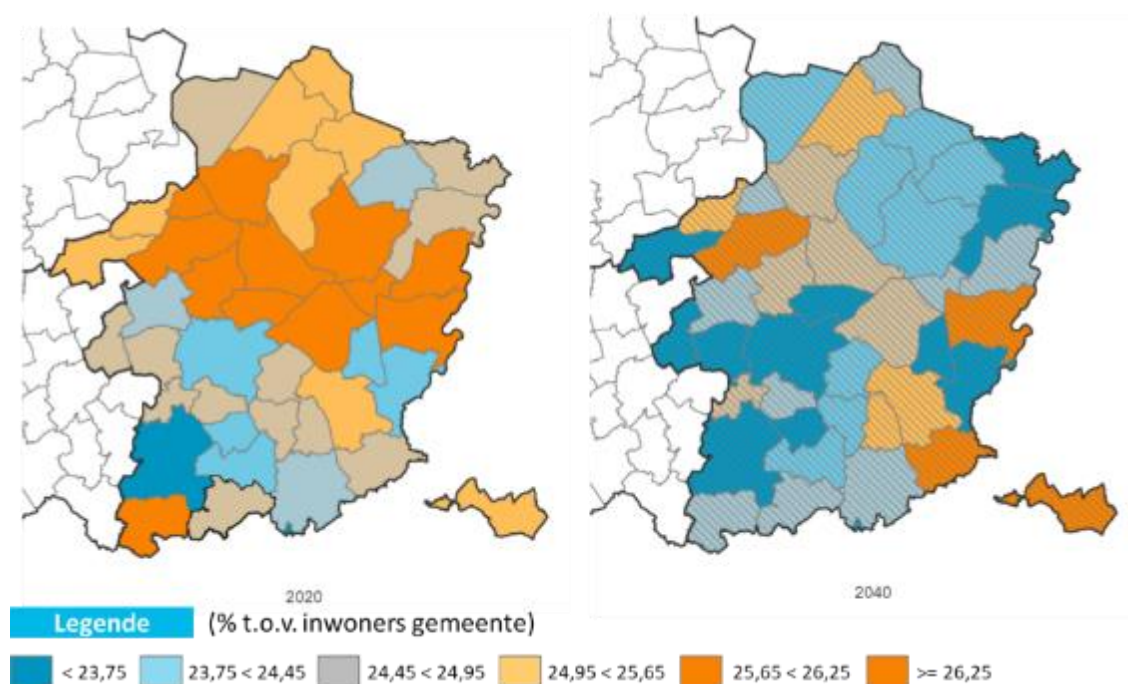 2020
2040
Legende (% t.o.v. inwoners gemeente)
< 23,75 23,75 < 24,45 24,45 < 24,95 24,95 < 25,65 25,65 < 26,25 >= 26,25